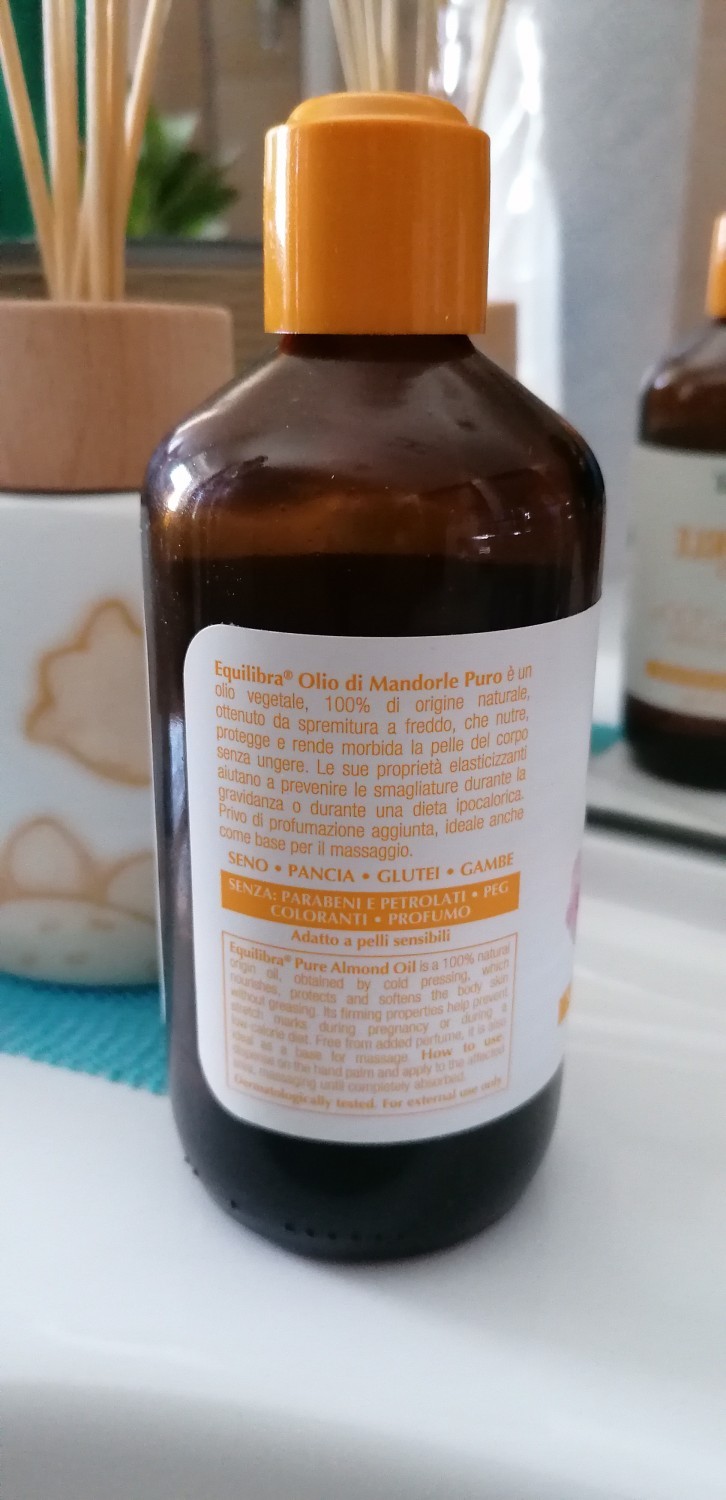 Equilibra® Olio di Mandorle Puro è un
olio vegetale, 100% di origine naturale,
ottenuto da spremitura a freddo, che nutre,
protegge e rende morbida la pelle del corpo
senza ungere. Le sue proprietà elasticizzanti
aiutano a prevenire le smagliature durante la
gravidanza o durante una dieta ipocalorica.
Privo di profumazione aggiunta, ideale anche
come base per il massaggio.
SENO • PANCIA • GLUTEI • GAMBE
SENZA: PARABENI E PETROLATI • PEG
COLORANTI • PROFUMO
Adatto a pelli sensibili
Equilibra® Pure Almond Oil is a 100% natural
origin oil, obtained by cold pressing, which
nourishes, protects and softens the body skin
without greasing. Its firming properties help prevent
stretch marks during pregnancy or during a
low-calorie diet. Free from added perfume, it is also
ideal as a base for massage. How to use:
dispense on the hand palm and apply to the affected
area, massaging until completely absorbed.
Dermatologically tested. For external use only.